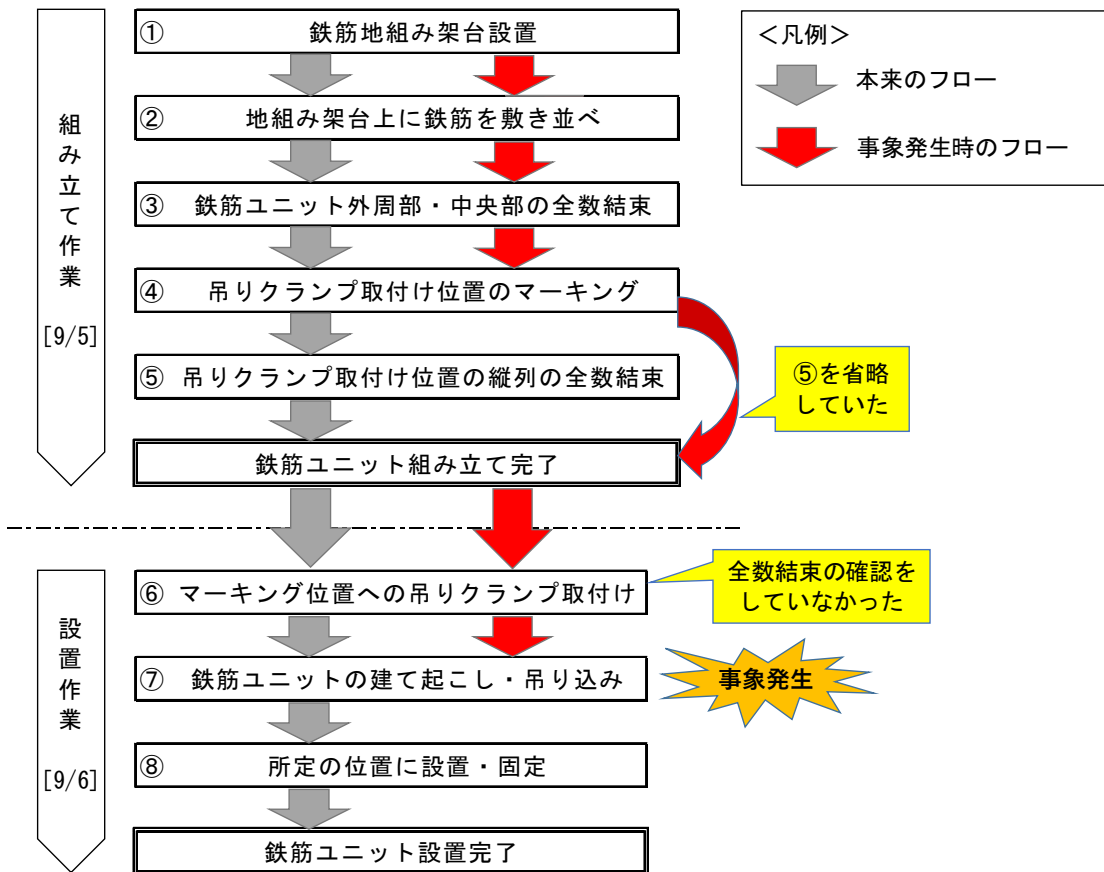 ① 鉄筋地組み架台設置
② 地組み架台上に鉄筋を敷き並べ
③ 鉄筋ユニット外周部・中央部の全数結束
④ 吊りクランプ取付け位置のマーキング
⑤ 吊りクランプ取付け位置の縦列の全数結束
鉄筋ユニット組み立て完了
組み立て作業
[9/5]
<凡例>
本来のフロー
事象発生時のフロー
⑤を省略
していた
⑥ マーキング位置への吊りクランプ取付け
⑦ 鉄筋ユニットの建て起こし・吊り込み
⑧ 所定の位置に設置・固定
鉄筋ユニット設置完了
設置作業
[9/6]
全数結束の確認を
していなかった
事象発生